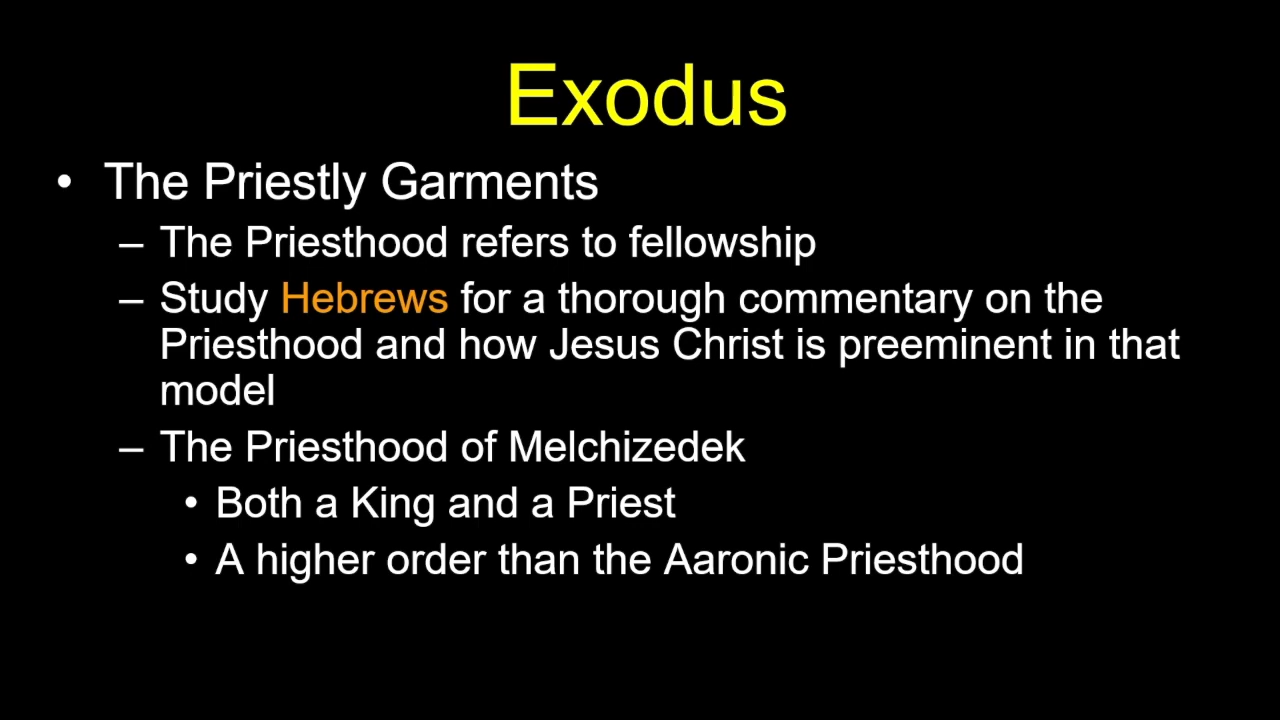 Exodus
• The Priestly Garments
– The Priesthood refers to fellowship
– Study Hebrews for a thorough commentary on the
Priesthood and how Jesus Christ is preeminent in that
model
– The Priesthood of Melchizedek
• Both a King and a Priest
• A higher order than the Aaronic Priesthood